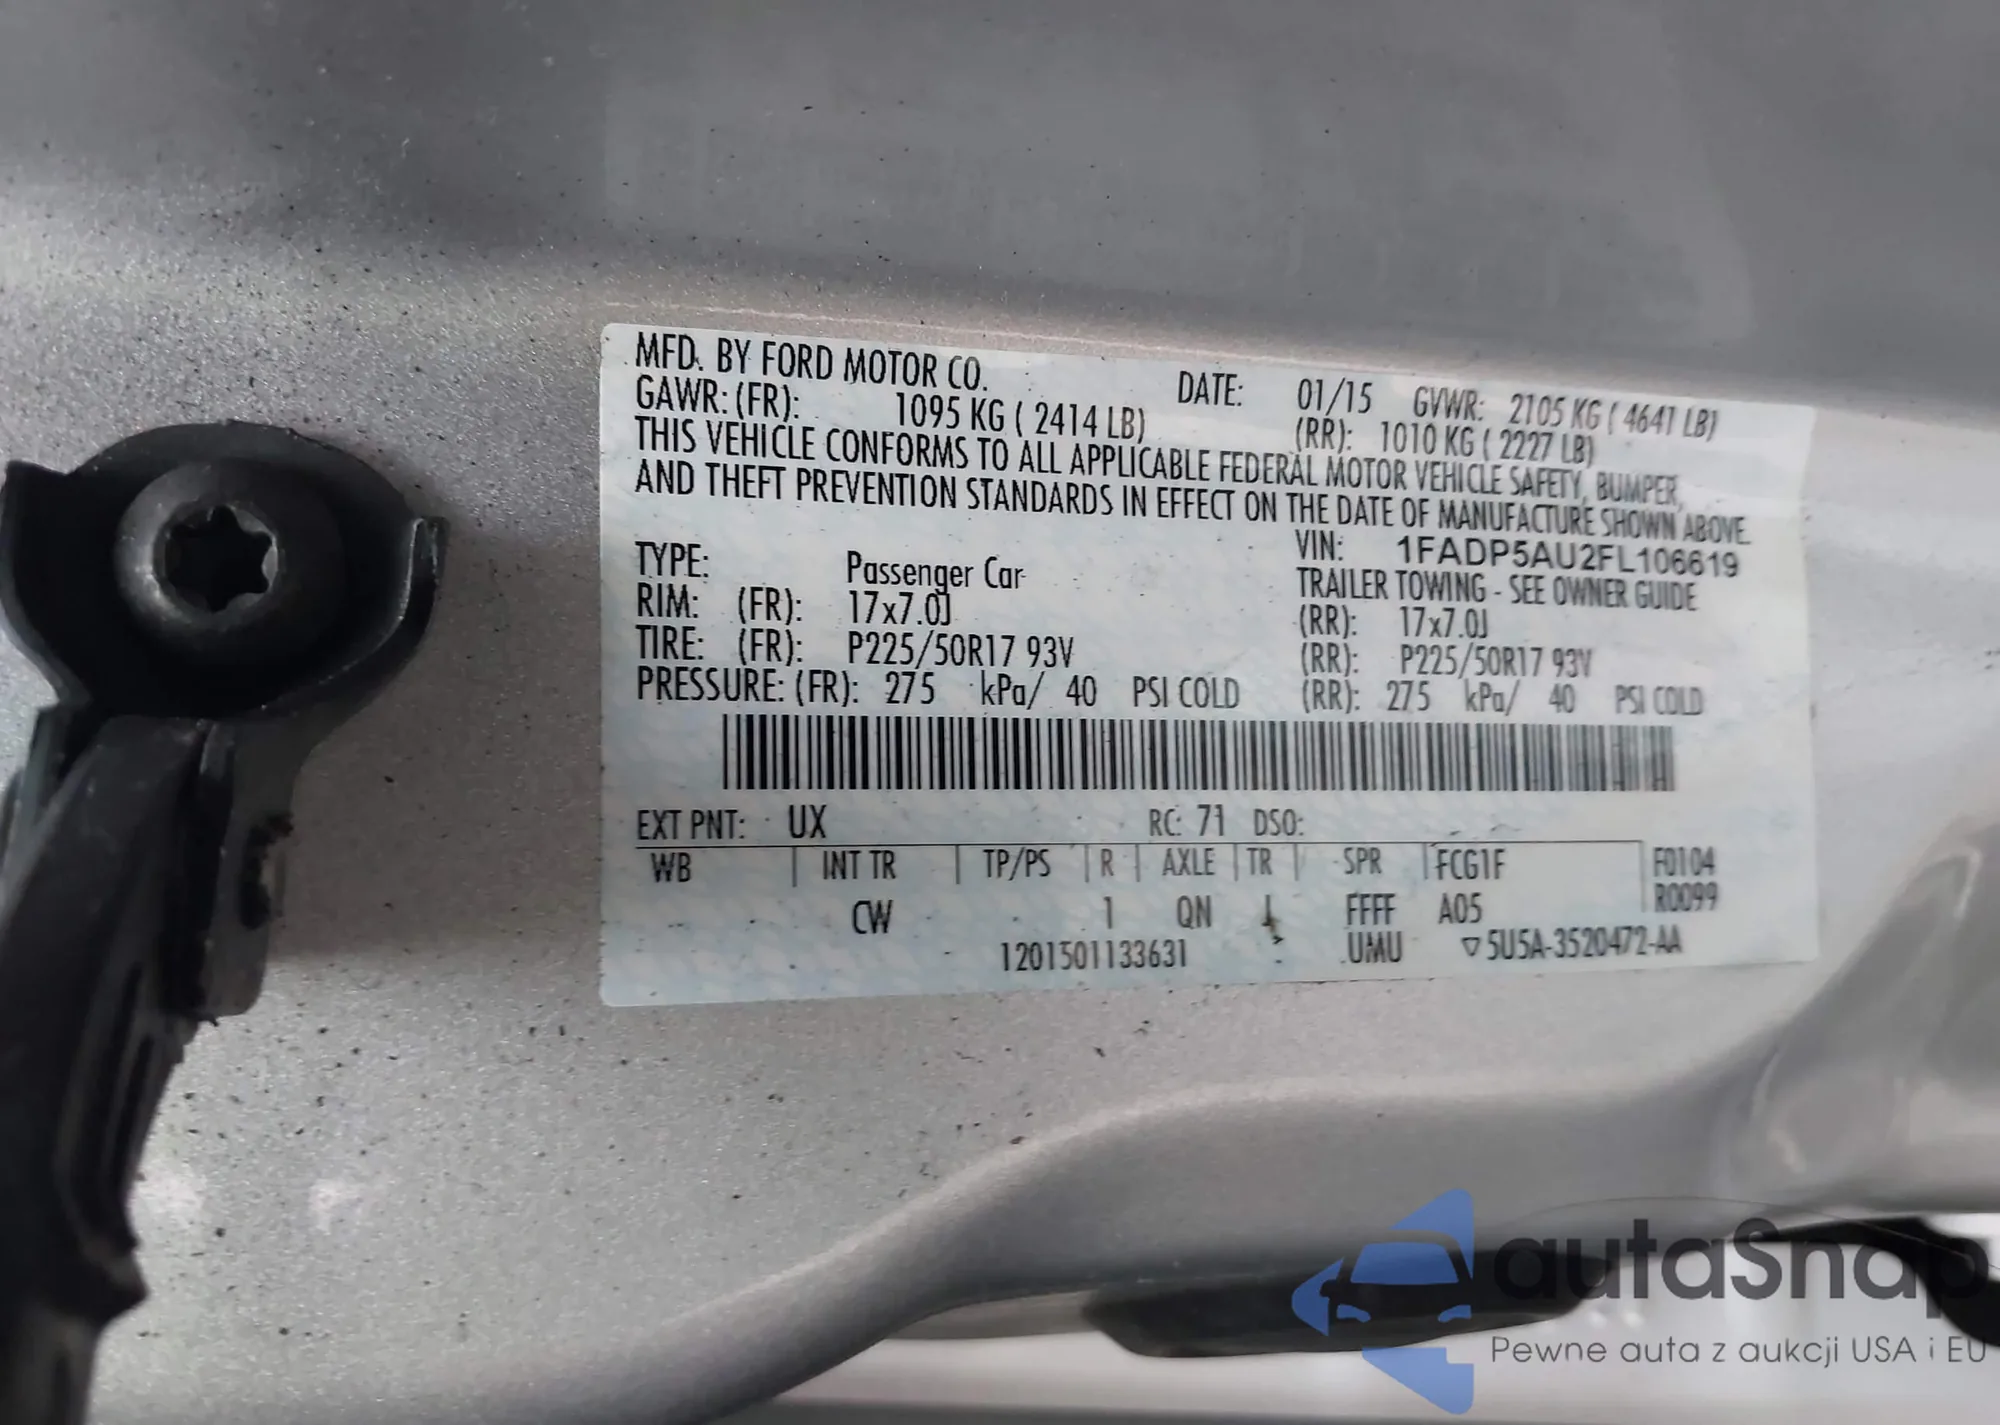 MFD. BY FORD MOTOR CO. DATE: 01/15 GVWR: 2105 KG ( 4641 LB)
GAWR: (FR): 1095 KG ( 2414 LB) (RR): 1010 KG ( 2227 LB)
THIS VEHICLE CONFORMS TO ALL APPLICABLE FEDERAL MOTOR VEHICLE SAFETY, BUMPER,
AND THEFT PREVENTION STANDARDS IN EFFECT ON THE DATE OF MANUFACTURE SHOWN ABOVE.
VIN: 1FADP5AU2FL106619
TYPE: Passenger Car TRAILER TOWING - SEE OWNER GUIDE
RIM: (FR): 17x7.0J (RR): 17x7.0J
TIRE: (FR): P225/50R17 93V (RR): P225/50R17 93V
PRESSURE: (FR): 275 kPa/ 40 PSI COLD (RR): 275 kPa/ 40 PSI COLD
EXT PNT: UX RC: 71 DSO:
WB INT TR TP/PS R AXLE TR SPR FCG1F F0104
CW 1 QN FFFF A05 R0099
1201501133631 UMU ▽5U5A-3520472-AA
autaSnap
Pewne auta z aukcji USA i EU